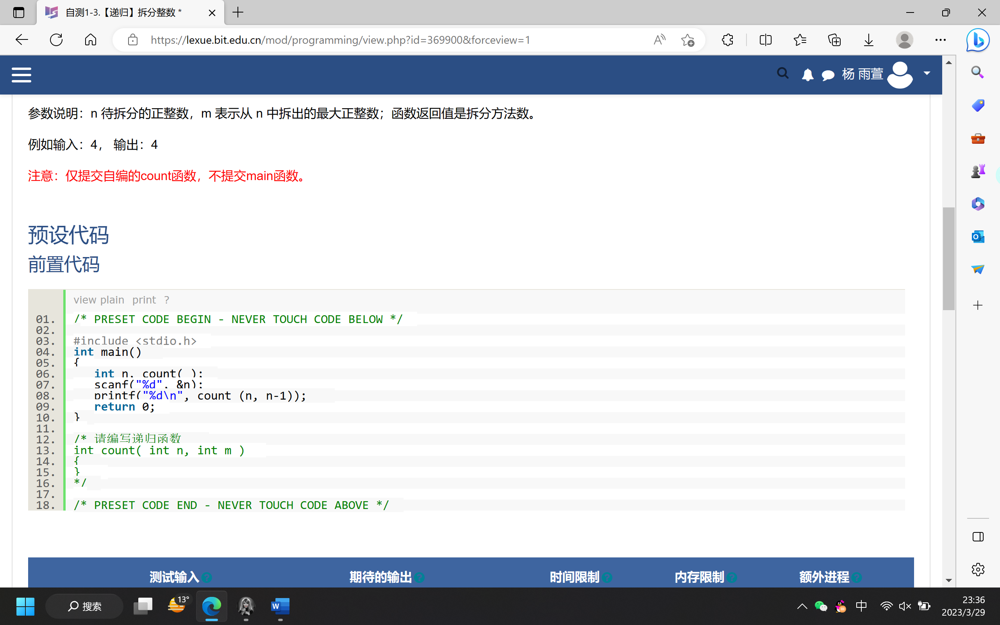 自测1-3.【递归】拆分整数 *
https://lexue.bit.edu.cn/mod/programming/view.php?id=369900&forceview=1
杨 雨萱
参数说明：n 待拆分的正整数，m 表示从 n 中拆出的最大正整数；函数返回值是拆分方法数。
例如输入：4， 输出：4
注意：仅提交自编的count函数，不提交main函数。
预设代码
前置代码
view plain print ?
01. /* PRESET CODE BEGIN - NEVER TOUCH CODE BELOW */
02.
03. #include <stdio.h>
04. int main()
05. {
06. int n, count( );
07. scanf("%d", &n);
08. printf("%d\n", count (n, n-1));
09. return 0;
10. }
11.
12. /* 请编写递归函数
13. int count( int n, int m )
14. {
15. }
16. */
17.
18. /* PRESET CODE END - NEVER TOUCH CODE ABOVE */
测试输入 期待的输出 时间限制 内存限制 额外进程
搜索
13°
中
23:36
2023/3/29